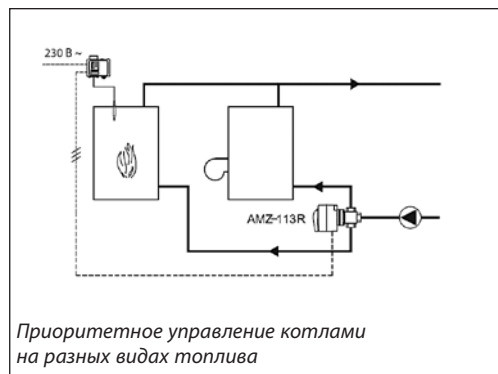 230 В ~
AMZ-113R
Приоритетное управление котлами
на разных видах топлива